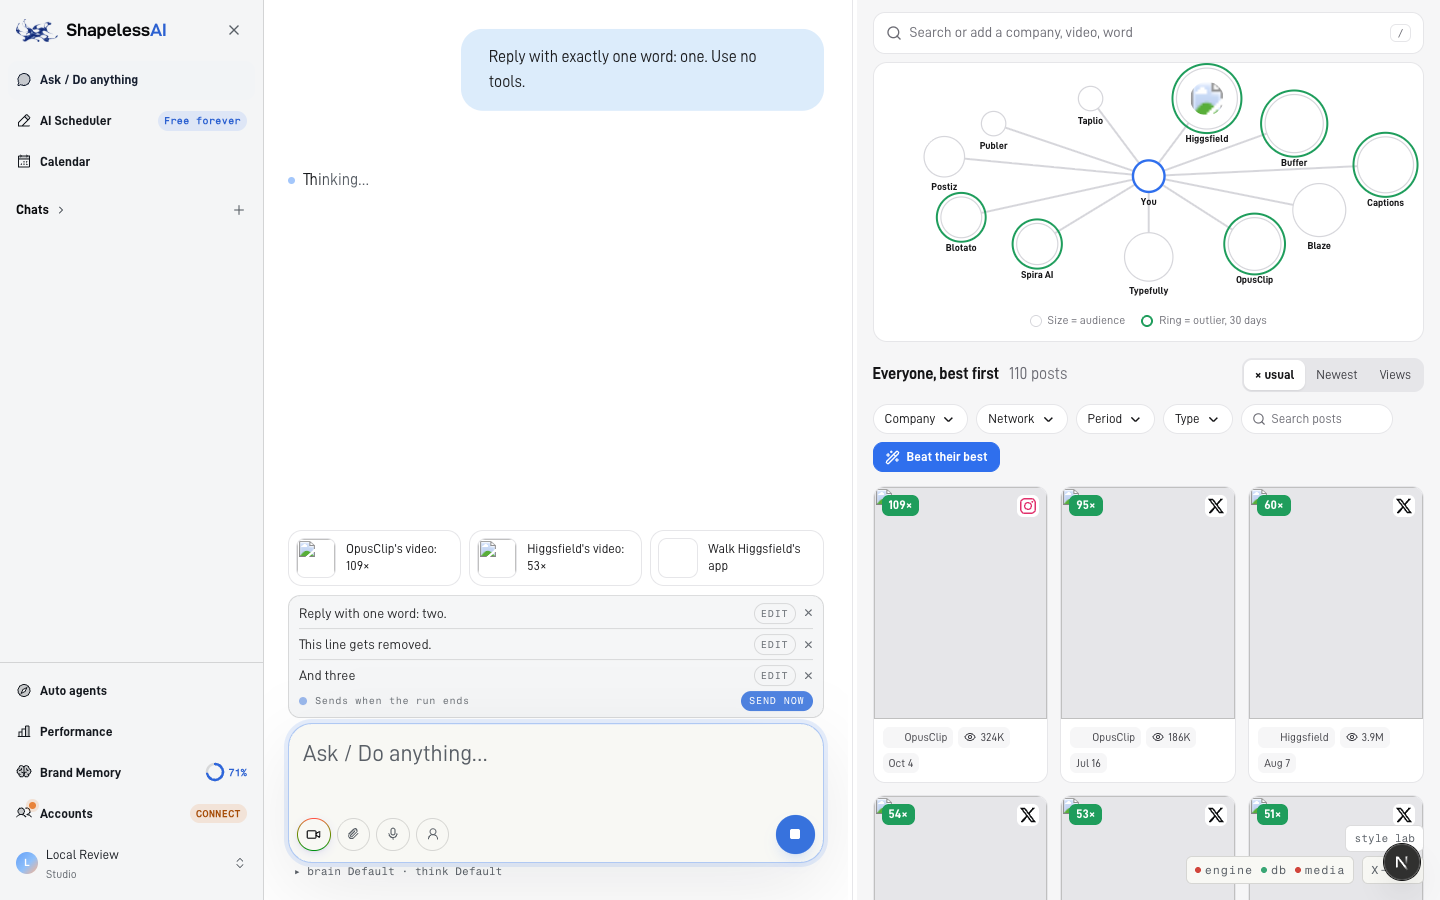 ShapelessAI
Ask / Do anything
AI Scheduler
Free forever
Calendar
Chats
Auto agents
Performance
Brand Memory
71%
Accounts
CONNECT
L
Local Review
Studio
Reply with exactly one word: one. Use no
tools.
Thinking...
OpusClip's video:
109×
Higgsfield's video:
53×
Walk Higgsfield's
app
Reply with one word: two.
EDIT
This line gets removed.
EDIT
And three
EDIT
Sends when the run ends
SEND NOW
Ask / Do anything...
brain Default · think Default
Search or add a company, video, word
/
Taplio
Higgsfield
Publer
Buffer
Postiz
Captions
You
Blotato
Blaze
Spira AI
OpusClip
Typefully
Size = audience
Ring = outlier, 30 days
Everyone, best first
110 posts
× usual
Newest
Views
Company
Network
Period
Type
Search posts
Beat their best
109×
95×
60×
OpusClip
324K
Oct 4
OpusClip
186K
Jul 16
Higgsfield
3.9M
Aug 7
54×
53×
51×
style lab
engine
db
media
X-
N